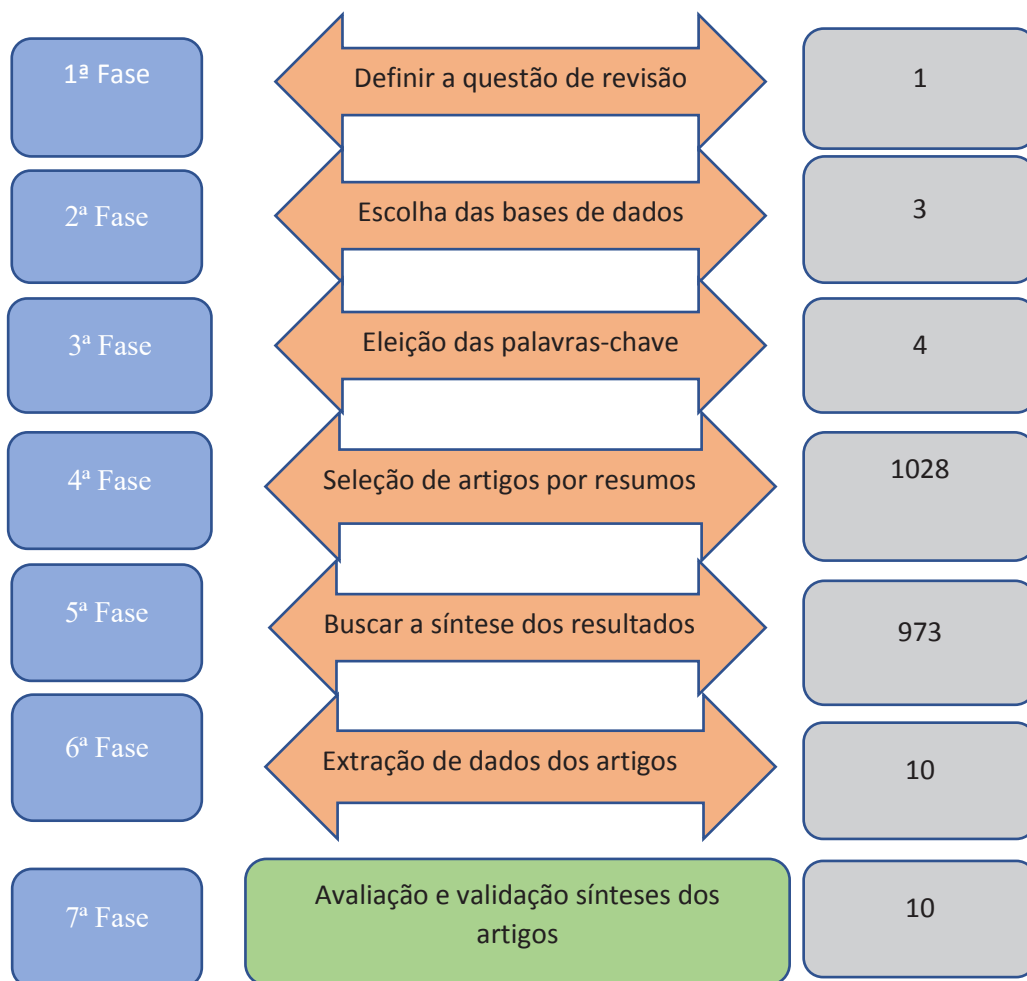 1ª Fase
Definir a questão de revisão
1
2ª Fase
Escolha das bases de dados
3
3ª Fase
Eleição das palavras-chave
4
4ª Fase
Seleção de artigos por resumos
1028
5ª Fase
Buscar a síntese dos resultados
973
6ª Fase
Extração de dados dos artigos
10
7ª Fase
Avaliação e validação sínteses dos
artigos
10